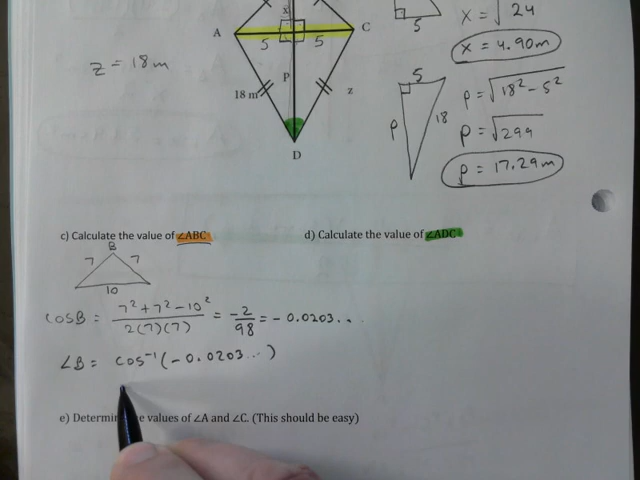 x
x = √24
5
A
C
5
5
x = 4.90m
z = 18m
5
p = √18² - 5²
P
18 m
z
P
18
p = √299
D
p = 17.29m
c) Calculate the value of ∠ABC
d) Calculate the value of ∠ADC
B
7
7
10
cosB = 7² + 7² - 10² / 2(7)(7) = -2/98 = -0.0203...
∠B = cos⁻¹(-0.0203...)
e) Determin e values of ∠A and ∠C. (This should be easy)